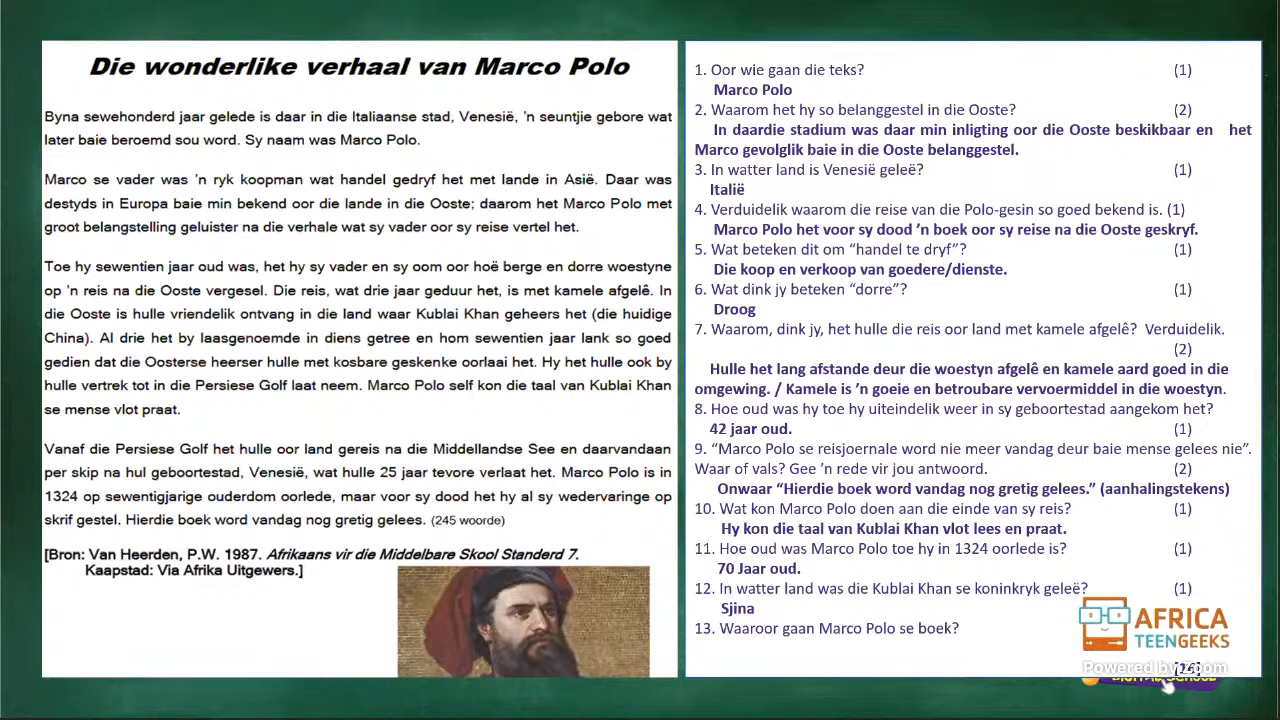 Die wonderlike verhaal van Marco Polo
Byna sewehonderd jaar gelede is daar in die Italiaanse stad, Venesië, 'n seuntjie gebore wat
later baie beroemd sou word. Sy naam was Marco Polo.
Marco se vader was 'n ryk koopman wat handel gedryf het met lande in Asië. Daar was
destyds in Europa baie min bekend oor die lande in die Ooste; daarom het Marco Polo met
groot belangstelling geluister na die verhale wat sy vader oor sy reise vertel het.
Toe hy sewentien jaar oud was, het hy sy vader en sy oom oor hoë berge en dorre woestyne
op 'n reis na die Ooste vergesel. Die reis, wat drie jaar geduur het, is met kamele afgelê. In
die Ooste is hulle vriendelik ontvang in die land waar Kublai Khan geheers het (die huidige
China). Al drie het by laasgenoemde in diens getree en hom sewentien jaar lank so goed
gedien dat die Oosterse heerser hulle met kosbare geskenke oorlaai het. Hy het hulle ook by
hulle vertrek tot in die Persiese Golf laat neem. Marco Polo self kon die taal van Kublai Khan
se mense vlot praat.
Vanaf die Persiese Golf het hulle oor land gereis na die Middellandse See en daarvandaan
per skip na hul geboortestad, Venesië, wat hulle 25 jaar tevore verlaat het. Marco Polo is in
1324 op sewentigjarige ouderdom oorlede, maar voor sy dood het hy al sy wedervaringe op
skrif gestel. Hierdie boek word vandag nog gretig gelees. (245 woorde)
[Bron: Van Heerden, P.W. 1987. Afrikaans vir die Middelbare Skool Standerd 7.
Kaapstad: Via Afrika Uitgewers.]
1. Oor wie gaan die teks? (1)
Marco Polo
2. Waarom het hy so belanggestel in die Ooste? (2)
In daardie stadium was daar min inligting oor die Ooste beskikbaar en het
Marco gevolglik baie in die Ooste belanggestel.
3. In watter land is Venesië geleë? (1)
Italië
4. Verduidelik waarom die reise van die Polo-gesin so goed bekend is. (1)
Marco Polo het voor sy dood 'n boek oor sy reise na die Ooste geskryf.
5. Wat beteken dit om “handel te dryf”? (1)
Die koop en verkoop van goedere/dienste.
6. Wat dink jy beteken “dorre”? (1)
Droog
7. Waarom, dink jy, het hulle die reis oor land met kamele afgelê? Verduidelik.
(2)
Hulle het lang afstande deur die woestyn afgelê en kamele aard goed in die
omgewing. / Kamele is 'n goeie en betroubare vervoermiddel in die woestyn.
8. Hoe oud was hy toe hy uiteindelik weer in sy geboortestad aangekom het?
42 jaar oud. (1)
9. “Marco Polo se reisjoernale word nie meer vandag deur baie mense gelees nie”.
Waar of vals? Gee 'n rede vir jou antwoord. (2)
Onwaar “Hierdie boek word vandag nog gretig gelees.” (aanhalingstekens)
10. Wat kon Marco Polo doen aan die einde van sy reis? (1)
Hy kon die taal van Kublai Khan vlot lees en praat.
11. Hoe oud was Marco Polo toe hy in 1324 oorlede is? (1)
70 Jaar oud.
12. In watter land was die Kublai Khan se koninkryk geleë? (1)
Sjina
13. Waaroor gaan Marco Polo se boek?
AFRICA
TEENGEEKS
Powered by Zoom